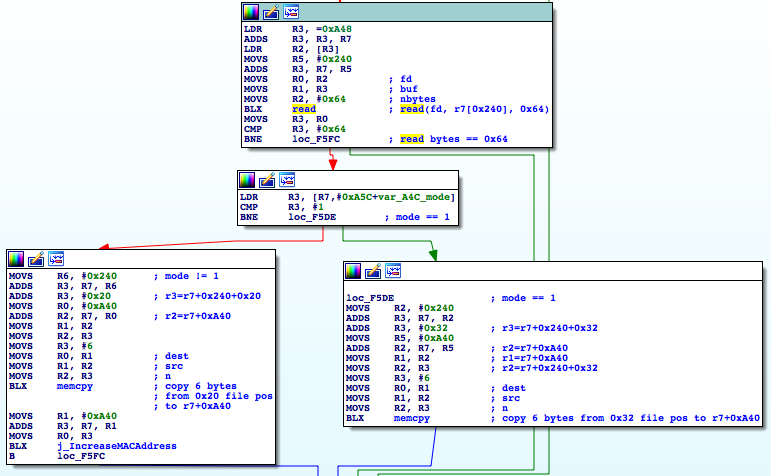 LDR R3, =0xA48
ADDS R3, R3, R7
LDR R2, [R3]
MOVS R5, #0x240
ADDS R3, R7, R5
MOVS R0, R2 ; fd
MOVS R1, R3 ; buf
MOVS R2, #0x64 ; nbytes
BLX read ; read(fd, r7[0x240], 0x64)
MOVS R3, R0
CMP R3, #0x64
BNE loc_F5FC ; read bytes == 0x64
LDR R3, [R7,#0xA5C+var_A4C_mode]
CMP R3, #1
BNE loc_F5DE ; mode == 1
MOVS R6, #0x240 ; mode != 1
ADDS R3, R7, R6
ADDS R3, #0x20 ; r3=r7+0x240+0x20
MOVS R0, #0xA40
ADDS R2, R7, R0 ; r2=r7+0xA40
MOVS R1, R2
MOVS R2, R3
MOVS R3, #6
MOVS R0, R1 ; dest
MOVS R1, R2 ; src
MOVS R2, R3 ; n
BLX memcpy ; copy 6 bytes
; from 0x20 file pos
; to r7+0xA40
MOVS R1, #0xA40
ADDS R3, R7, R1
MOVS R0, R3
BLX j_IncreaseMACAddress
B loc_F5FC
loc_F5DE ; mode == 1
MOVS R2, #0x240
ADDS R3, R7, R2
ADDS R3, #0x32 ; r3=r7+0x240+0x32
MOVS R5, #0xA40
ADDS R2, R7, R5 ; r2=r7+0xA40
MOVS R1, R2 ; r1=r7+0xA40
MOVS R2, R3 ; r2=r7+0x240+0x32
MOVS R3, #6
MOVS R0, R1 ; dest
MOVS R1, R2 ; src
MOVS R2, R3 ; n
BLX memcpy ; copy 6 bytes from 0x32 file pos to r7+0xA40